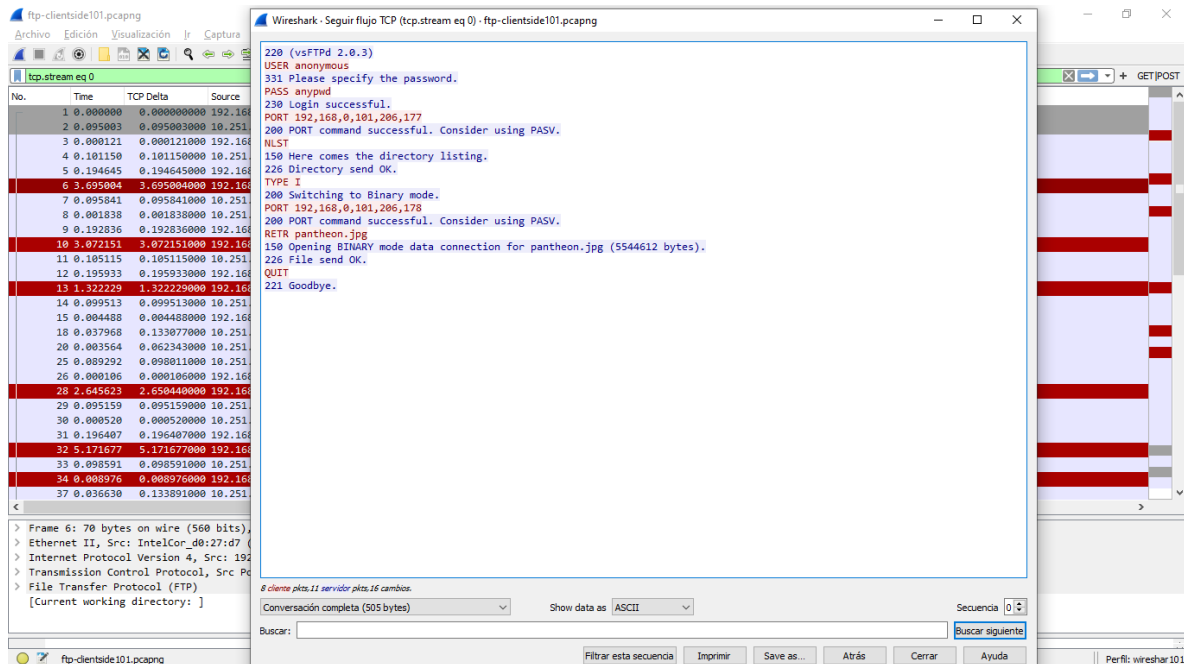 ftp-clientside101.pcapng
Archivo Edición Visualización Ir Captura
tcp.stream eq 0
GET|POST
No. Time TCP Delta Source
1 0.000000 0.000000000 192.168
2 0.095003 0.095003000 10.251.
3 0.000121 0.000121000 192.168
4 0.101150 0.101150000 10.251.
5 0.194645 0.194645000 192.168
6 3.695004 3.695004000 192.168
7 0.095841 0.095841000 10.251.
8 0.001838 0.001838000 10.251.
9 0.192836 0.192836000 192.168
10 3.072151 3.072151000 192.168
11 0.105115 0.105115000 10.251.
12 0.195933 0.195933000 192.168
13 1.322229 1.322229000 192.168
14 0.099513 0.099513000 10.251.
15 0.004488 0.004488000 192.168
18 0.037968 0.133077000 10.251.
20 0.003564 0.062343000 10.251.
25 0.089292 0.098011000 10.251.
26 0.000106 0.000106000 192.168
28 2.645623 2.650440000 192.168
29 0.095159 0.095159000 10.251.
30 0.000520 0.000520000 10.251.
31 0.196407 0.196407000 192.168
32 5.171677 5.171677000 192.168
33 0.098591 0.098591000 10.251.
34 0.008976 0.008976000 192.168
37 0.036630 0.133891000 10.251.
Frame 6: 70 bytes on wire (560 bits),
Ethernet II, Src: IntelCor_d0:27:d7 (
Internet Protocol Version 4, Src: 192
Transmission Control Protocol, Src Po
File Transfer Protocol (FTP)
[Current working directory: ]
ftp-clientside101.pcapng
Perfil: wireshar101
Wireshark · Seguir flujo TCP (tcp.stream eq 0) · ftp-clientside101.pcapng
220 (vsFTPd 2.0.3)
USER anonymous
331 Please specify the password.
PASS anypwd
230 Login successful.
PORT 192,168,0,101,206,177
200 PORT command successful. Consider using PASV.
NLST
150 Here comes the directory listing.
226 Directory send OK.
TYPE I
200 Switching to Binary mode.
PORT 192,168,0,101,206,178
200 PORT command successful. Consider using PASV.
RETR pantheon.jpg
150 Opening BINARY mode data connection for pantheon.jpg (5544612 bytes).
226 File send OK.
QUIT
221 Goodbye.
8 cliente pkts,11 servidor pkts,16 cambios.
Conversación completa (505 bytes)
Show data as ASCII
Secuencia 0
Buscar:
Buscar siguiente
Filtrar esta secuencia Imprimir Save as... Atrás Cerrar Ayuda